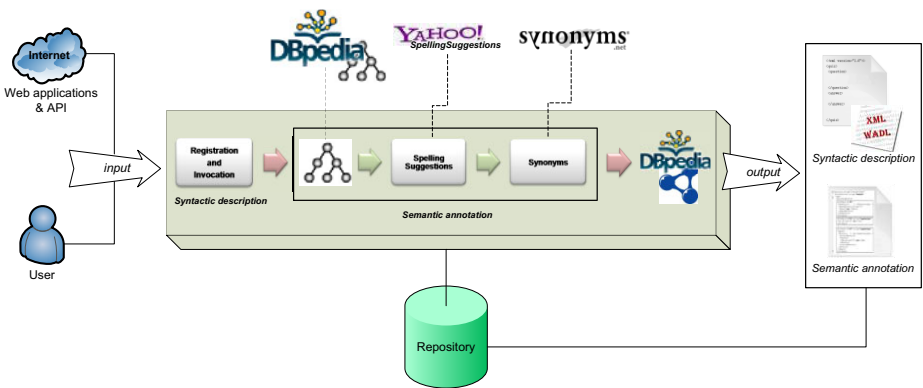 DBpedia
YAHOO!
SpellingSuggestions
synonyms
.net
Internet
Web applications
& API
input
User
Registration
and
Invocation
Syntactic description
Spelling
Suggestions
Synonyms
Semantic annotation
DBpedia
output
XML
WADL
Syntactic description
Semantic annotation
Repository